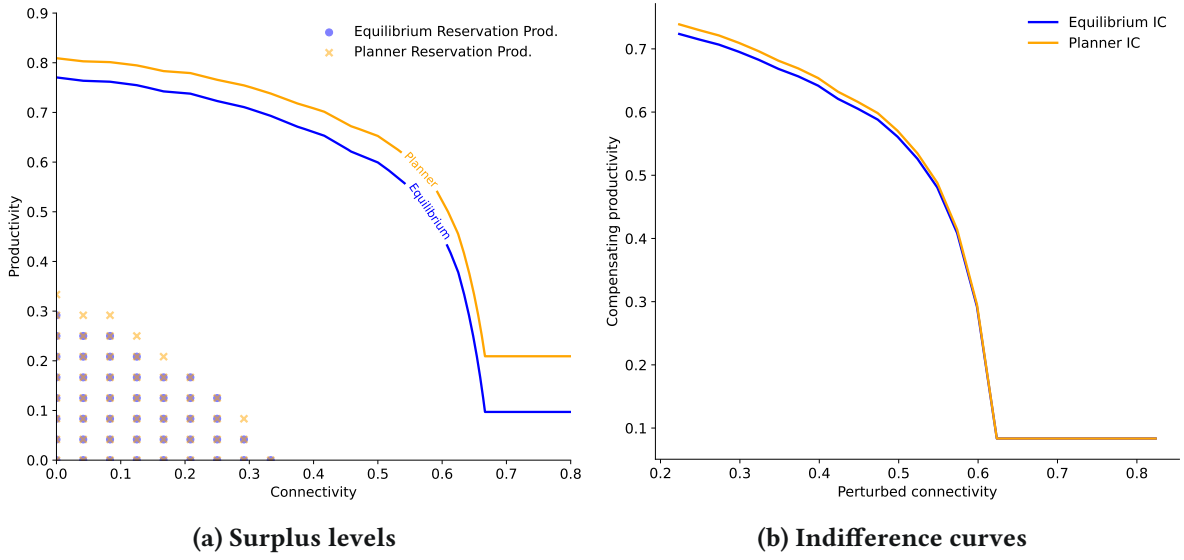 0.9
0.8
0.7
0.6
0.5
0.4
0.3
0.2
0.1
0.0
Productivity
Equilibrium Reservation Prod.
Planner Reservation Prod.
Planner
Equilibrium
0.0 0.1 0.2 0.3 0.4 0.5 0.6 0.7 0.8
Connectivity
(a) Surplus levels
0.7
0.6
0.5
0.4
0.3
0.2
0.1
Compensating productivity
Equilibrium IC
Planner IC
0.2 0.3 0.4 0.5 0.6 0.7 0.8
Perturbed connectivity
(b) Indifference curves